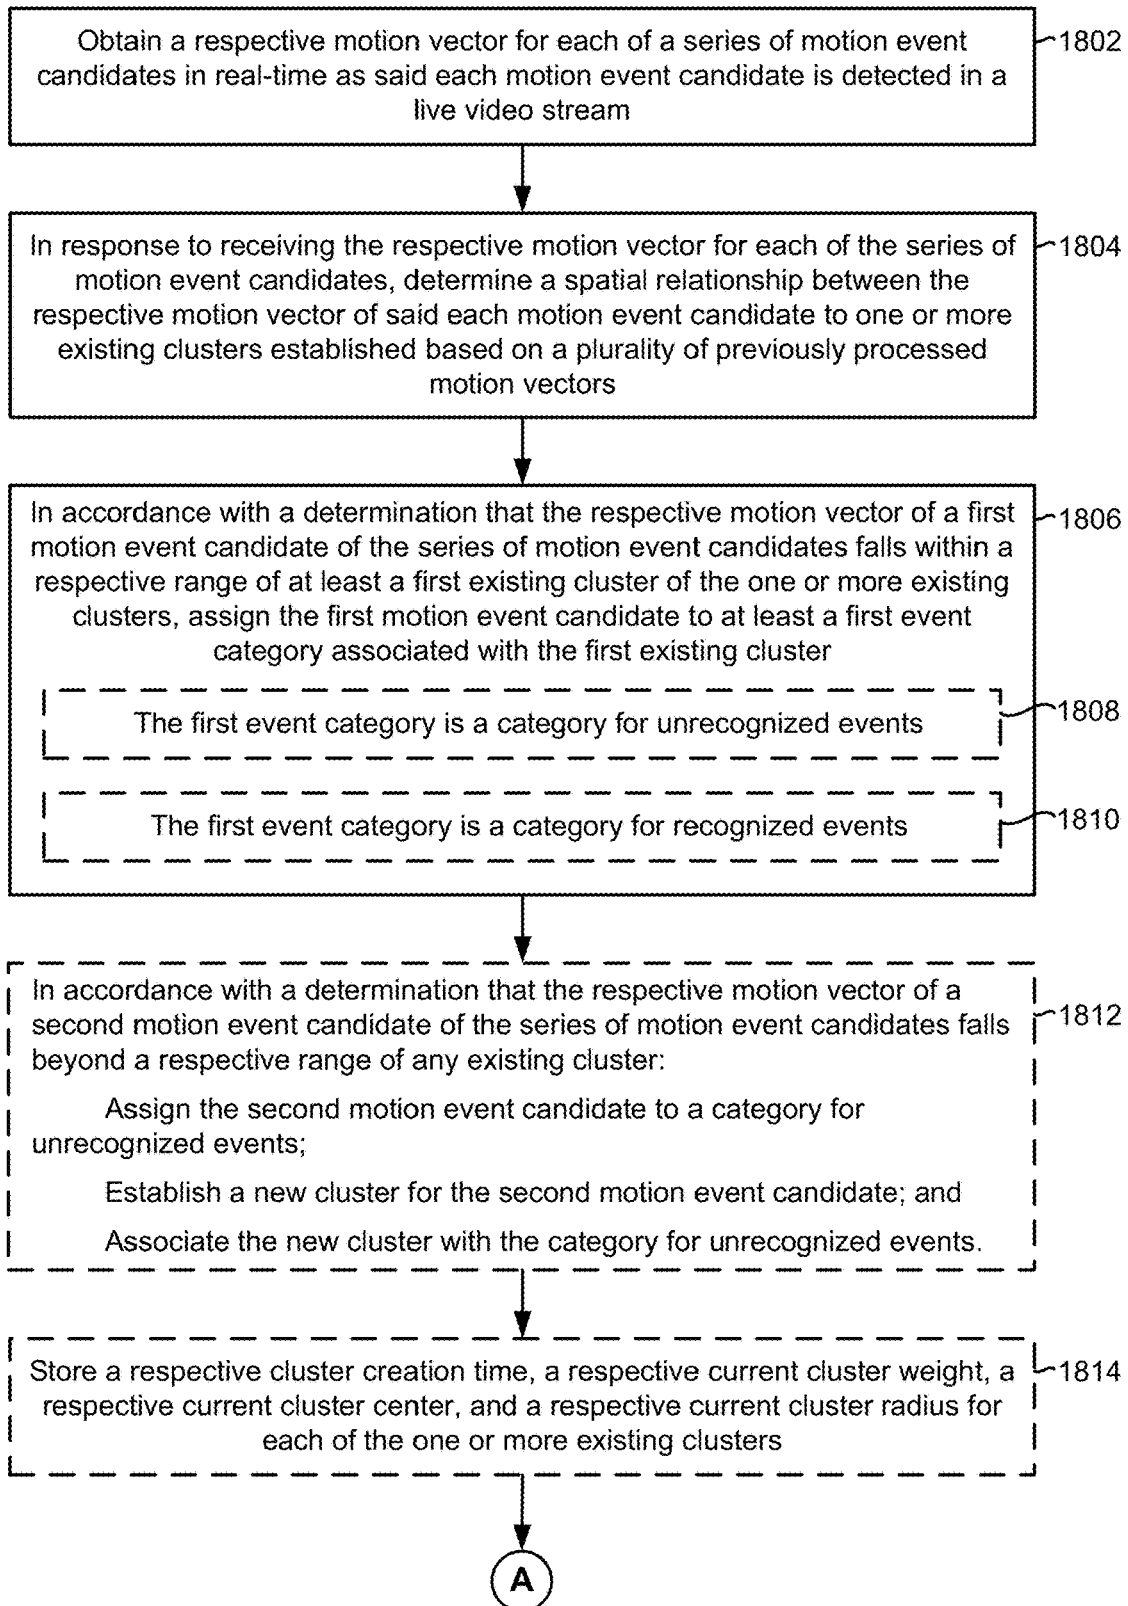 Obtain a respective motion vector for each of a series of motion event
candidates in real-time as said each motion event candidate is detected in a
live video stream
1802
In response to receiving the respective motion vector for each of the series of
motion event candidates, determine a spatial relationship between the
respective motion vector of said each motion event candidate to one or more
existing clusters established based on a plurality of previously processed
motion vectors
1804
In accordance with a determination that the respective motion vector of a first
motion event candidate of the series of motion event candidates falls within a
respective range of at least a first existing cluster of the one or more existing
clusters, assign the first motion event candidate to at least a first event
category associated with the first existing cluster
1806
The first event category is a category for unrecognized events
1808
The first event category is a category for recognized events
1810
In accordance with a determination that the respective motion vector of a
second motion event candidate of the series of motion event candidates falls
beyond a respective range of any existing cluster:
Assign the second motion event candidate to a category for
unrecognized events;
Establish a new cluster for the second motion event candidate; and
Associate the new cluster with the category for unrecognized events.
1812
Store a respective cluster creation time, a respective current cluster weight, a
respective current cluster center, and a respective current cluster radius for
each of the one or more existing clusters
1814
A